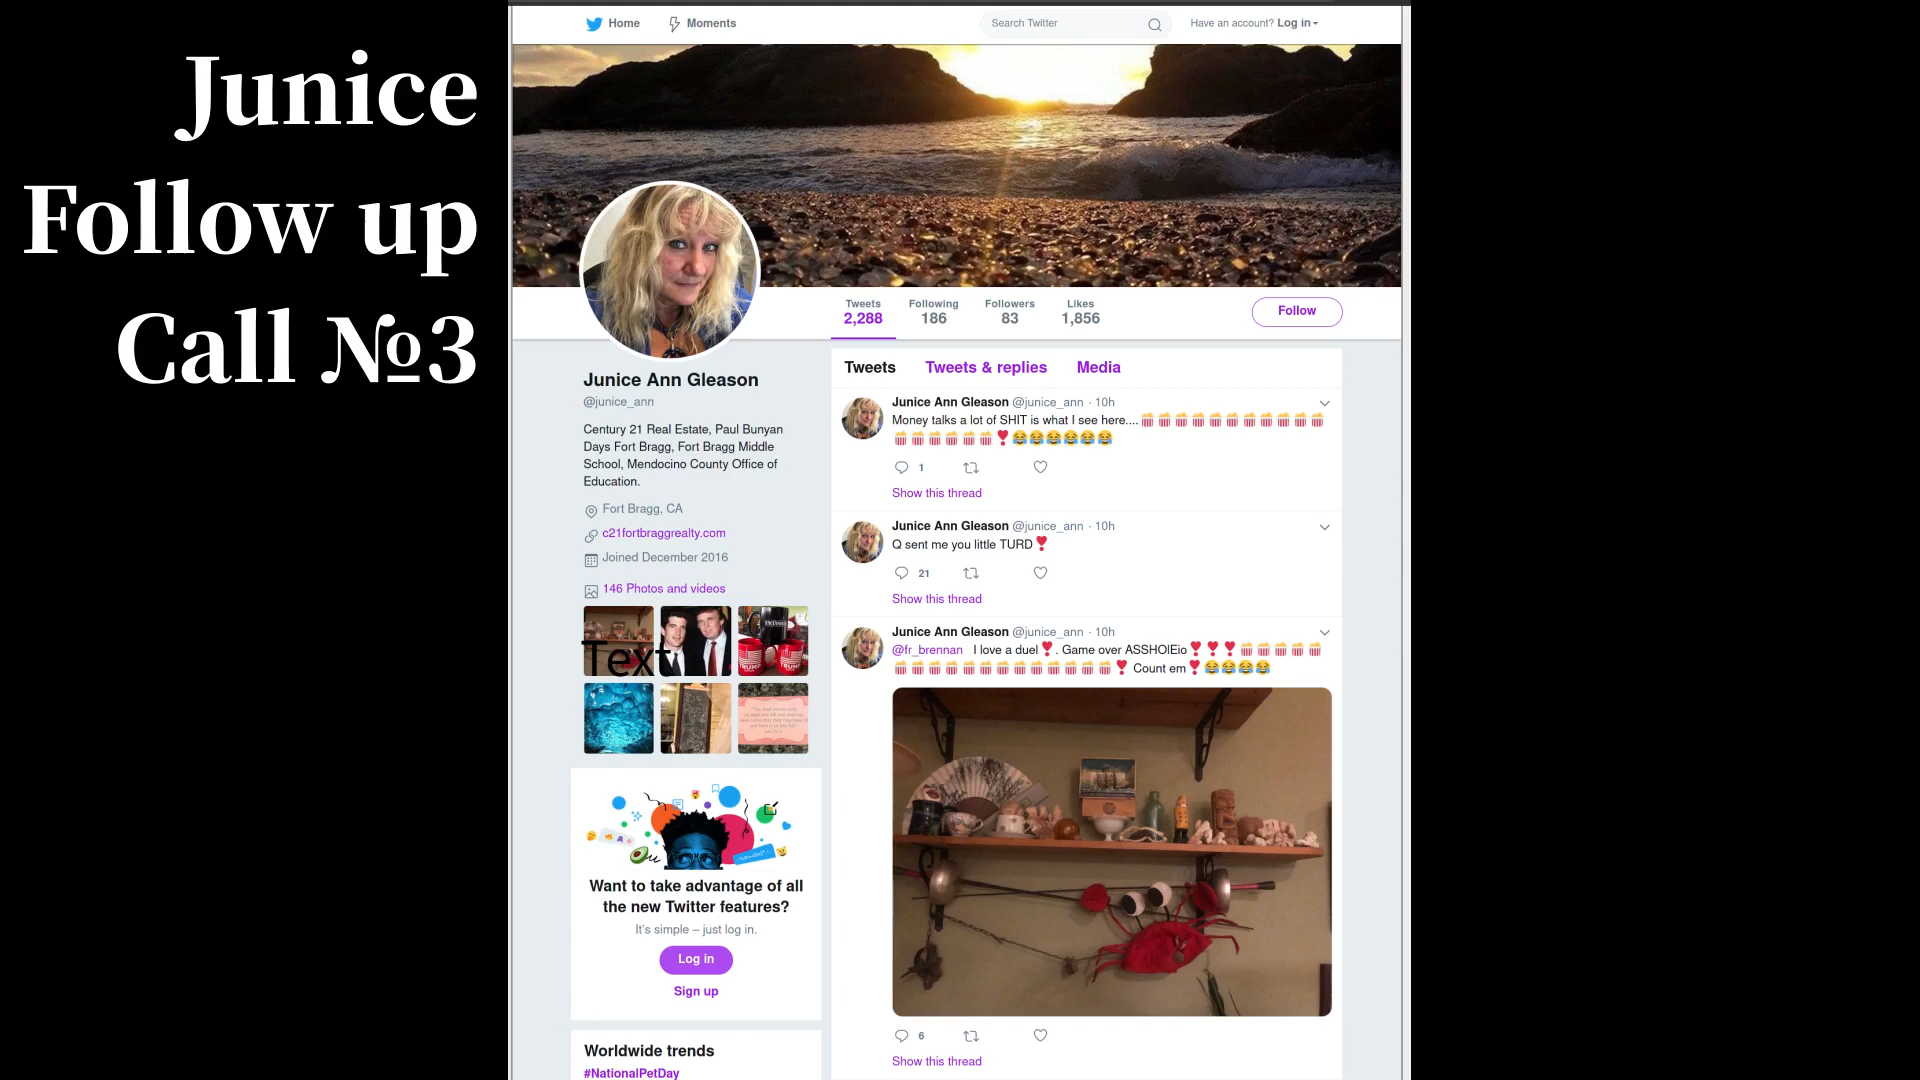 Junice
Follow up
Call №3
Home
Moments
Search Twitter
Have an account? Log in
Tweets
2,288
Following
186
Followers
83
Likes
1,856
Follow
Junice Ann Gleason
@junice_ann
Century 21 Real Estate, Paul Bunyan
Days Fort Bragg, Fort Bragg Middle
School, Mendocino County Office of
Education.
Fort Bragg, CA
c21fortbraggrealty.com
Joined December 2016
146 Photos and videos
Text
Want to take advantage of all
the new Twitter features?
It's simple – just log in.
Log in
Sign up
Worldwide trends
#NationalPetDay
Tweets
Tweets & replies
Media
Junice Ann Gleason @junice_ann · 10h
Money talks a lot of SHIT is what I see here.... 🍿🍿🍿🍿🍿🍿🍿🍿🍿🍿🍿
🍿🍿🍿🍿🍿🍿❣😂😂😂😂😂😂
1
Show this thread
Junice Ann Gleason @junice_ann · 10h
Q sent me you little TURD❣
21
Show this thread
Junice Ann Gleason @junice_ann · 10h
@fr_brennan I love a duel❣. Game over ASSHOlEio❣❣❣🍿🍿🍿🍿🍿
🍿🍿🍿🍿🍿🍿🍿🍿🍿🍿🍿🍿🍿❣ Count em❣😂😂😂😂
6
Show this thread